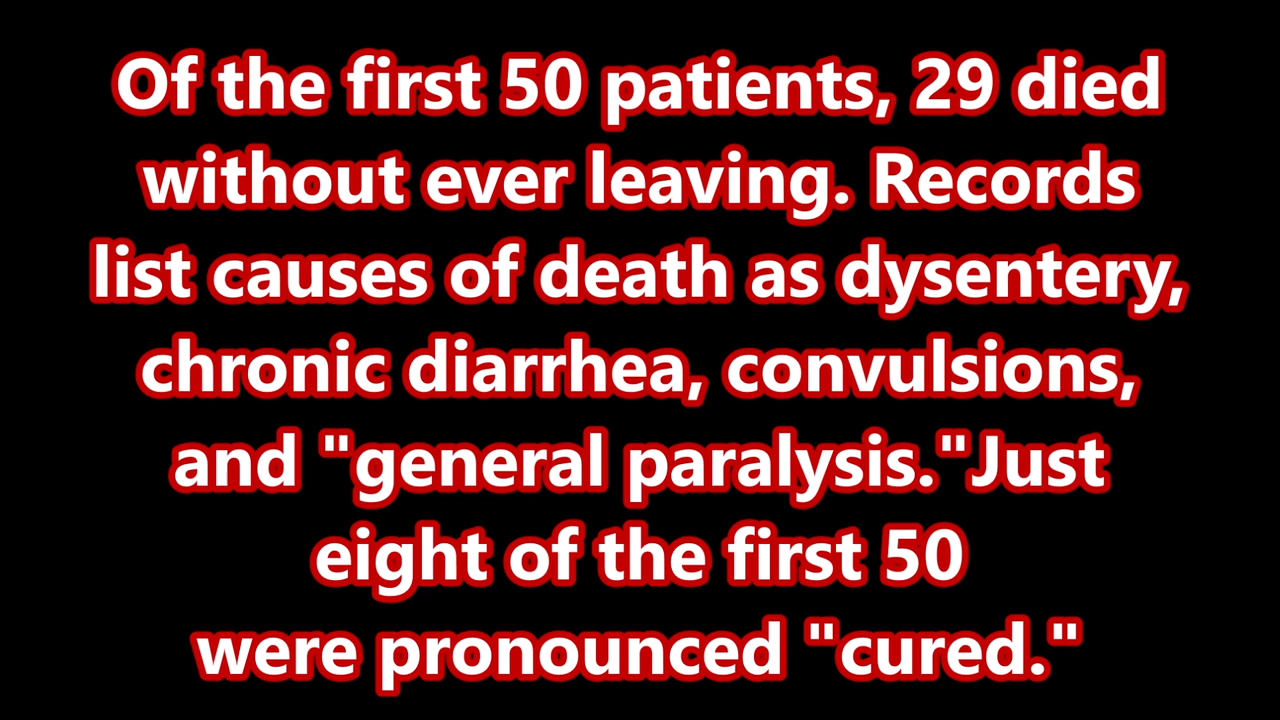 Of the first 50 patients, 29 died
without ever leaving. Records
list causes of death as dysentery,
chronic diarrhea, convulsions,
and "general paralysis."Just
eight of the first 50
were pronounced "cured."